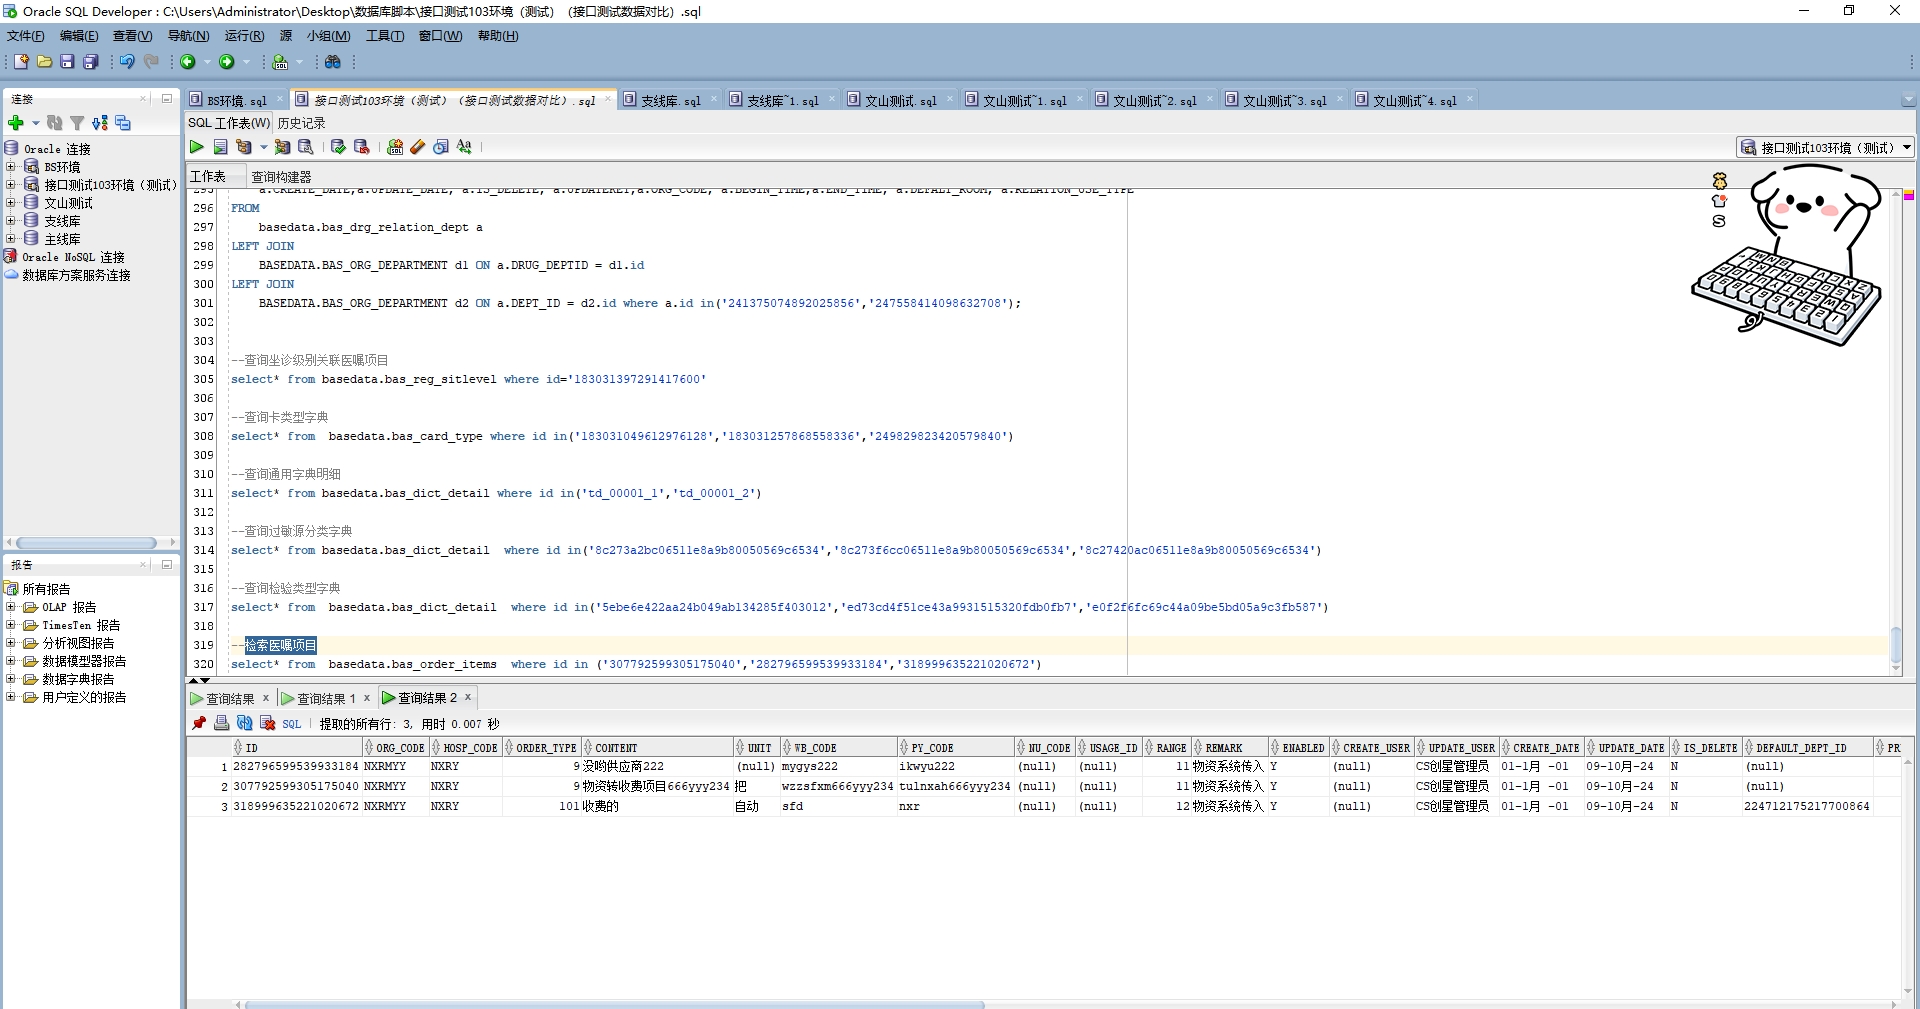 Oracle SQL Developer : C:\Users\Administrator\Desktop\数据库脚本\接口测试103环境（测试）（接口测试数据对比）.sql
文件(F) 编辑(E) 查看(V) 导航(N) 运行(R) 源 小组(M) 工具(T) 窗口(W) 帮助(H)
连接
Oracle 连接
BS环境
接口测试103环境（测试）
文山测试
支线库
主线库
Oracle NoSQL 连接
数据库方案服务连接
报告
所有报告
OLAP 报告
TimesTen 报告
分析视图报告
数据模型器报告
数据字典报告
用户定义的报告
BS环境.sql 接口测试103环境（测试）（接口测试数据对比）.sql 支线库.sql 支线库~1.sql 文山测试.sql 文山测试~1.sql 文山测试~2.sql 文山测试~3.sql 文山测试~4.sql
SQL 工作表(W) 历史记录
接口测试103环境（测试）
工作表 查询构建器
295 a.CREATE_DATE,a.UPDATE_DATE, a.IS_DELETE, a.UPDATEKEY,a.ORG_CODE, a.BEGIN_TIME,a.END_TIME, a.DEFALT_ROOM, a.RELATION_USE_TYPE
296 FROM
297 basedata.bas_drg_relation_dept a
298 LEFT JOIN
299 BASEDATA.BAS_ORG_DEPARTMENT d1 ON a.DRUG_DEPTID = d1.id
300 LEFT JOIN
301 BASEDATA.BAS_ORG_DEPARTMENT d2 ON a.DEPT_ID = d2.id where a.id in('241375074892025856','247558414098632708');
302
303
304 --查询坐诊级别关联医嘱项目
305 select* from basedata.bas_reg_sitlevel where id='183031397291417600'
306
307 --查询卡类型字典
308 select* from basedata.bas_card_type where id in('183031049612976128','183031257868558336','249829823420579840')
309
310 --查询通用字典明细
311 select* from basedata.bas_dict_detail where id in('td_00001_1','td_00001_2')
312
313 --查询过敏源分类字典
314 select* from basedata.bas_dict_detail where id in('8c273a2bc06511e8a9b80050569c6534','8c273f6cc06511e8a9b80050569c6534','8c27420ac06511e8a9b80050569c6534')
315
316 --查询检验类型字典
317 select* from basedata.bas_dict_detail where id in('5ebe6e422aa24b049ab134285f403012','ed73cd4f51ce43a9931515320fdb0fb7','e0f2f6fc69c44a09be5bd05a9c3fb587')
318
319 --检索医嘱项目
320 select* from basedata.bas_order_items where id in ('307792599305175040','282796599539933184','318999635221020672')
查询结果 查询结果 1 查询结果 2
SQL 提取的所有行: 3, 用时 0.007 秒
ID ORG_CODE HOSP_CODE ORDER_TYPE CONTENT UNIT WB_CODE PY_CODE NU_CODE USAGE_ID RANGE REMARK ENABLED CREATE_USER UPDATE_USER CREATE_DATE UPDATE_DATE IS_DELETE DEFAULT_DEPT_ID PR
1 282796599539933184 NXRMYY NXRY 9 没哟供应商222 (null) mygys222 ikwyu222 (null) (null) 11 物资系统传入 Y (null) CS创星管理员 01-1月 -01 09-10月-24 N (null)
2 307792599305175040 NXRMYY NXRY 9 物资转收费项目666yyy234 把 wzzsfxm666yyy234 tulnxah666yyy234 (null) (null) 11 物资系统传入 Y (null) CS创星管理员 01-1月 -01 09-10月-24 N (null)
3 318999635221020672 NXRMYY NXRY 101 收费的 自动 sfd nxr (null) (null) 12 物资系统传入 Y (null) CS创星管理员 01-1月 -01 09-10月-24 N 224712175217700864